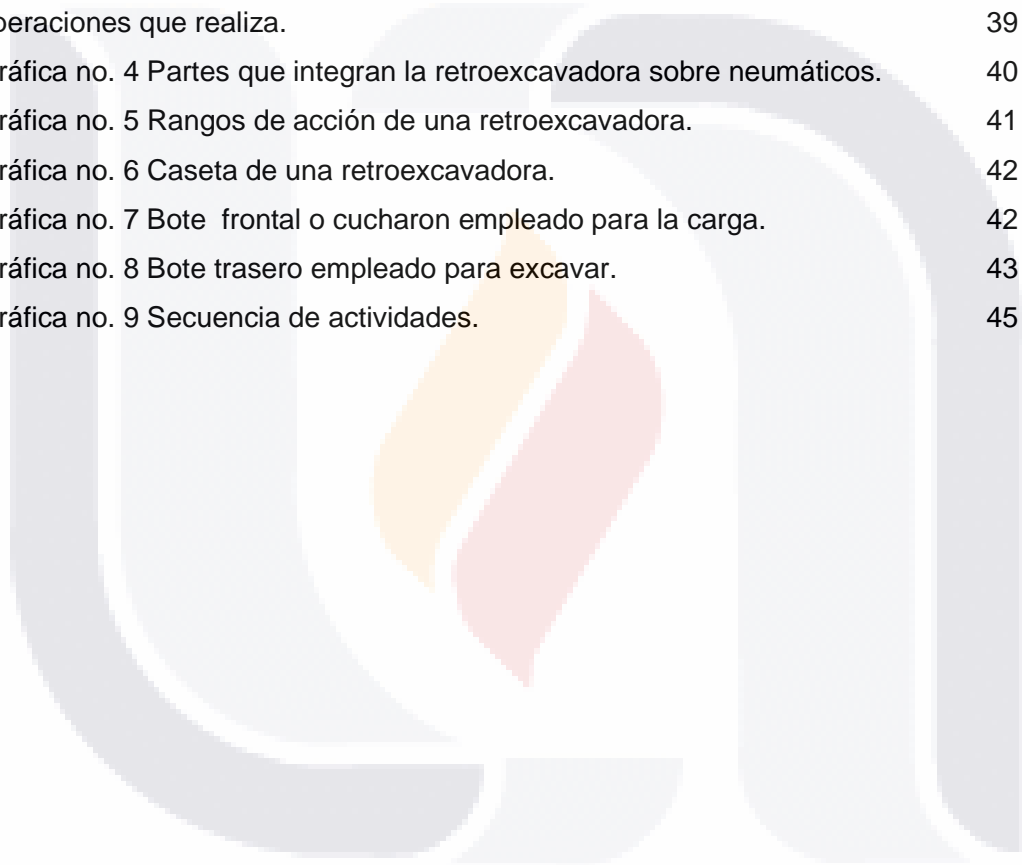 peraciones que realiza. 39
ráfica no. 4 Partes que integran la retroexcavadora sobre neumáticos. 40
ráfica no. 5 Rangos de acción de una retroexcavadora. 41
ráfica no. 6 Caseta de una retroexcavadora. 42
ráfica no. 7 Bote  frontal o cucharon empleado para la carga. 42
ráfica no. 8 Bote trasero empleado para excavar. 43
ráfica no. 9 Secuencia de actividades. 45